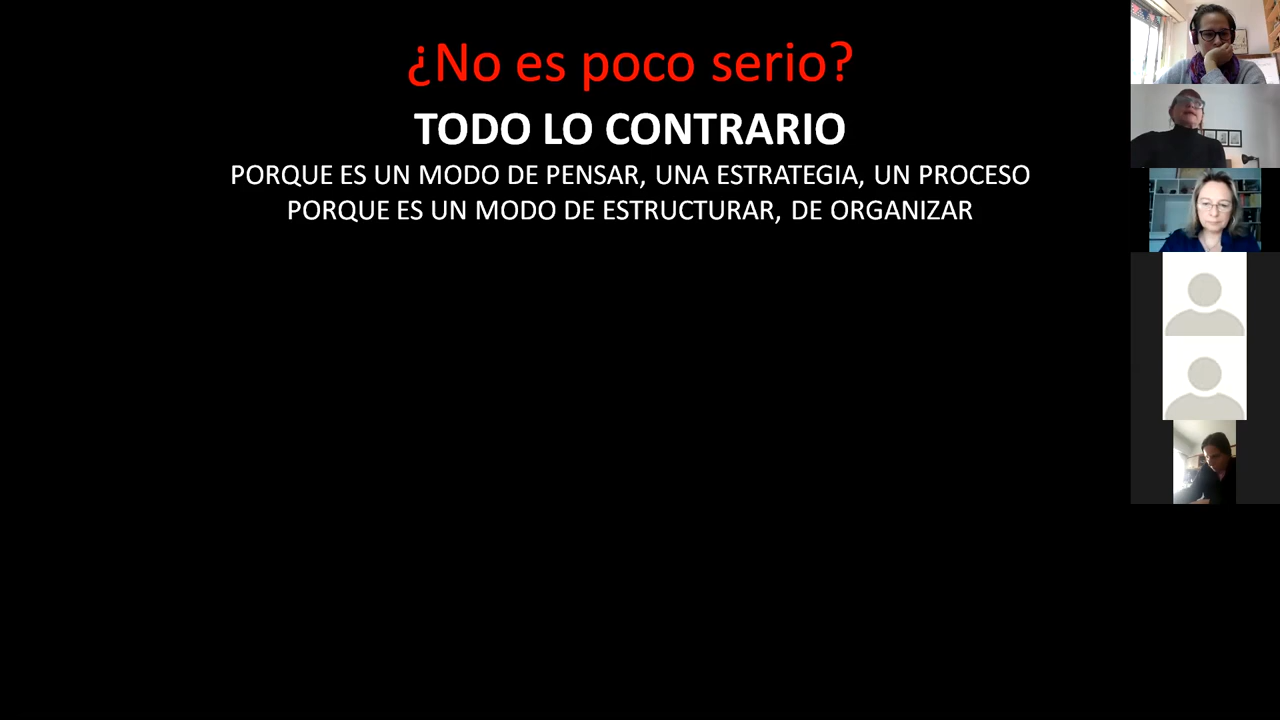 ¿No es poco serio?
TODO LO CONTRARIO
PORQUE ES UN MODO DE PENSAR, UNA ESTRATEGIA, UN PROCESO
PORQUE ES UN MODO DE ESTRUCTURAR, DE ORGANIZAR